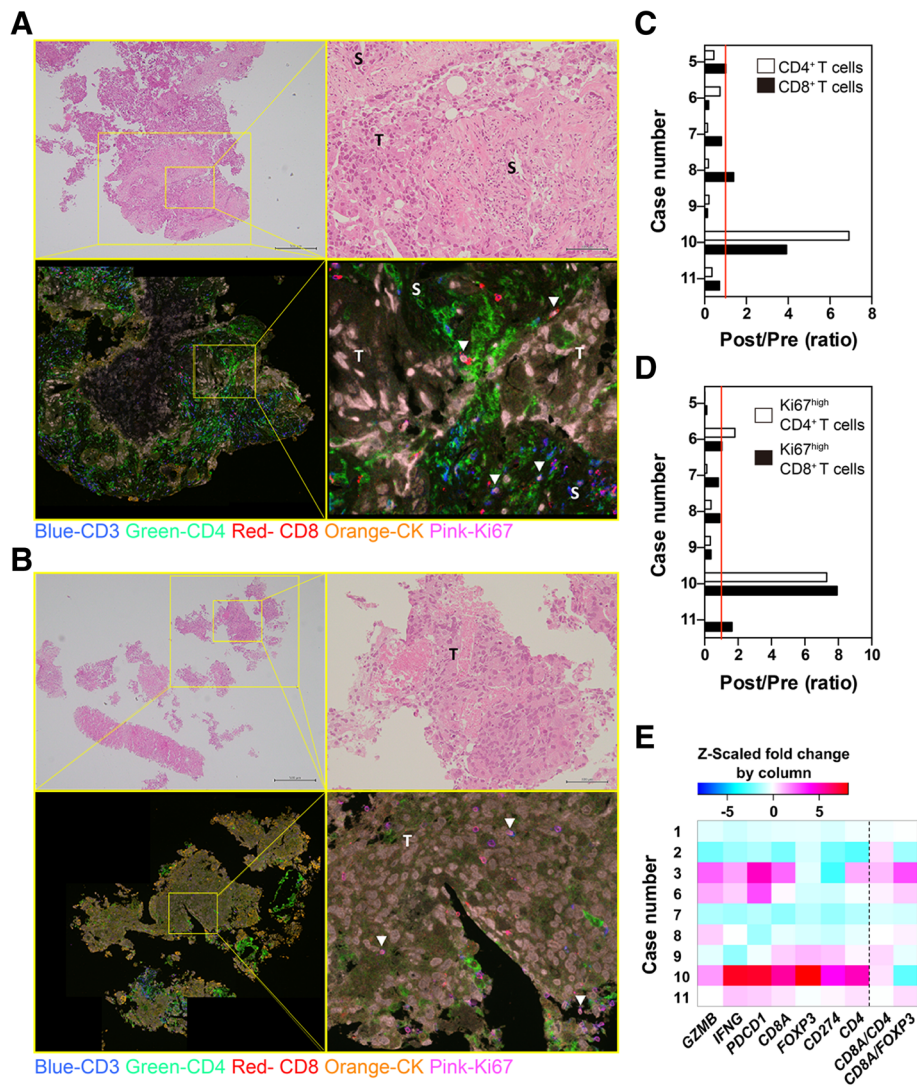 A
S
T
S
S
T
T
S
Blue-CD3 Green-CD4 Red- CD8 Orange-CK Pink-Ki67
B
T
T
Blue-CD3 Green-CD4 Red- CD8 Orange-CK Pink-Ki67
C
CD4+ T cells
CD8+ T cells
Case number
5
6
7
8
9
10
11
0 2 4 6 8
Post/Pre (ratio)
D
Ki67high
CD4+ T cells
Ki67high
CD8+ T cells
Case number
5
6
7
8
9
10
11
0 2 4 6 8 10
Post/Pre (ratio)
E
Z-Scaled fold change
by column
-5 0 5
Case number
1
2
3
6
7
8
9
10
11
GZMB IFNG PDCD1 CD8A FOXP3 CD274 CD4 CD8A/CD4 CD8A/FOXP3